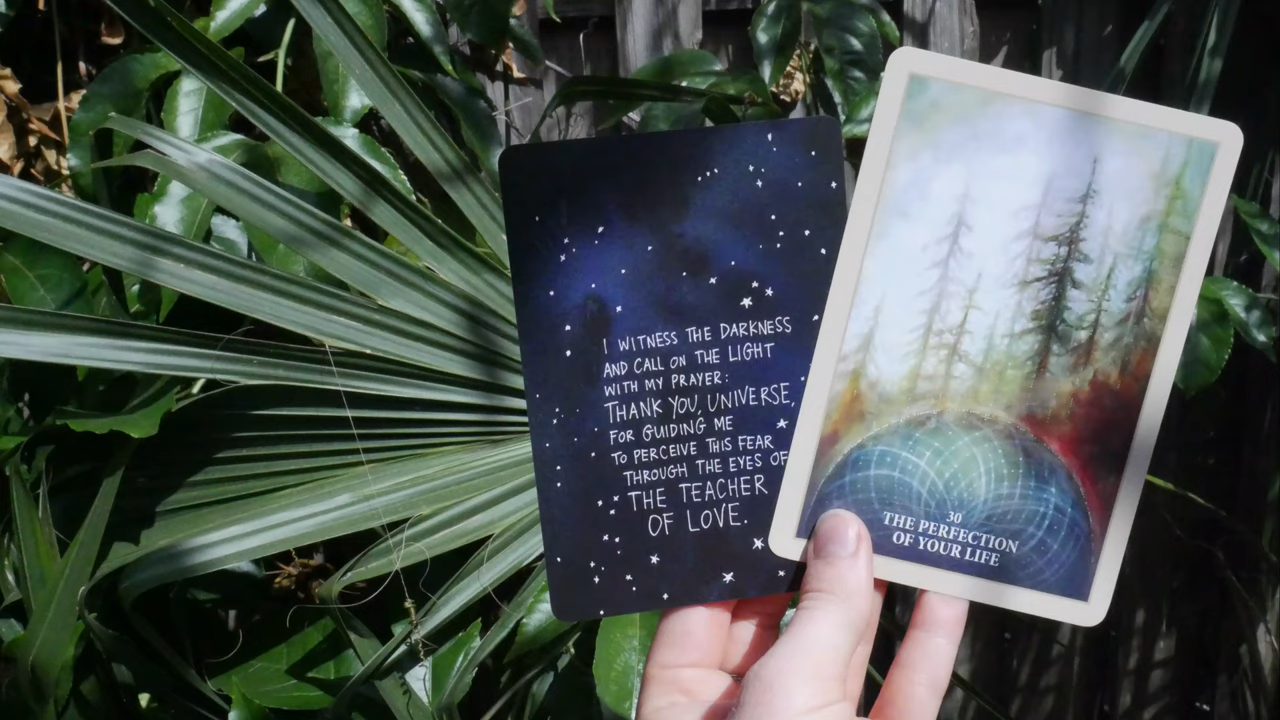 I WITNESS THE DARKNESS
AND CALL ON THE LIGHT
WITH MY PRAYER:
THANK YOU, UNIVERSE,
FOR GUIDING ME
TO PERCEIVE THIS FEAR
THROUGH THE EYES OF
THE TEACHER
OF LOVE.
30
THE PERFECTION
OF YOUR LIFE